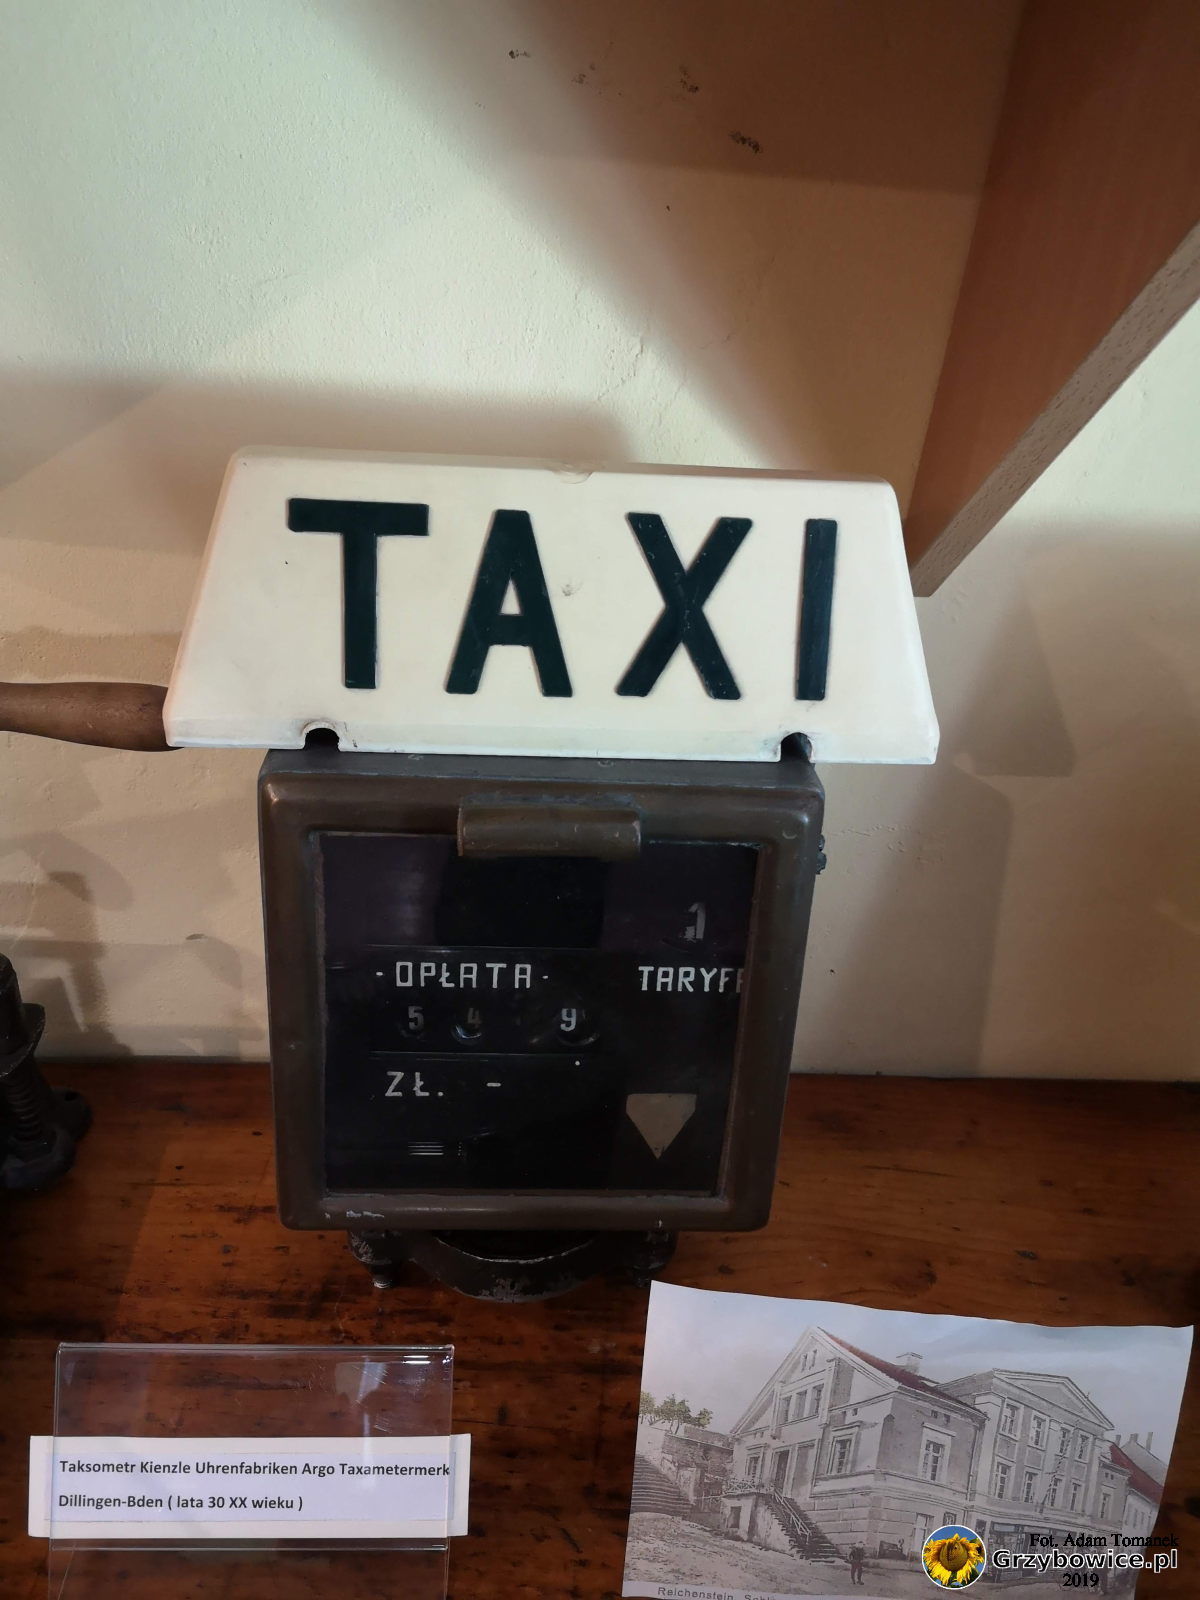 TAXI
1
-OPŁATA-
TARYF
5 4 9
ZŁ. -
Taksometr Kienzle Uhrenfabriken Argo Taxametermerk
Dillingen-Bden ( lata 30 XX wieku )
Reichenstein,
Fot. Adam Tomanek
Grzybowice.pl
2019